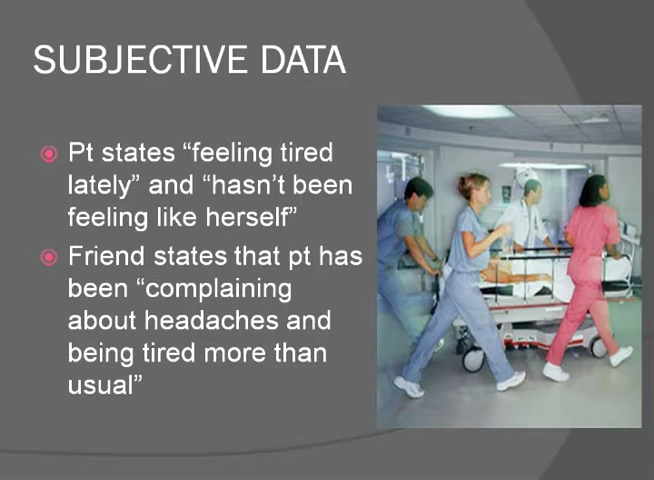 SUBJECTIVE DATA
Pt states “feeling tired
lately” and “hasn’t been
feeling like herself”
Friend states that pt has
been “complaining
about headaches and
being tired more than
usual”